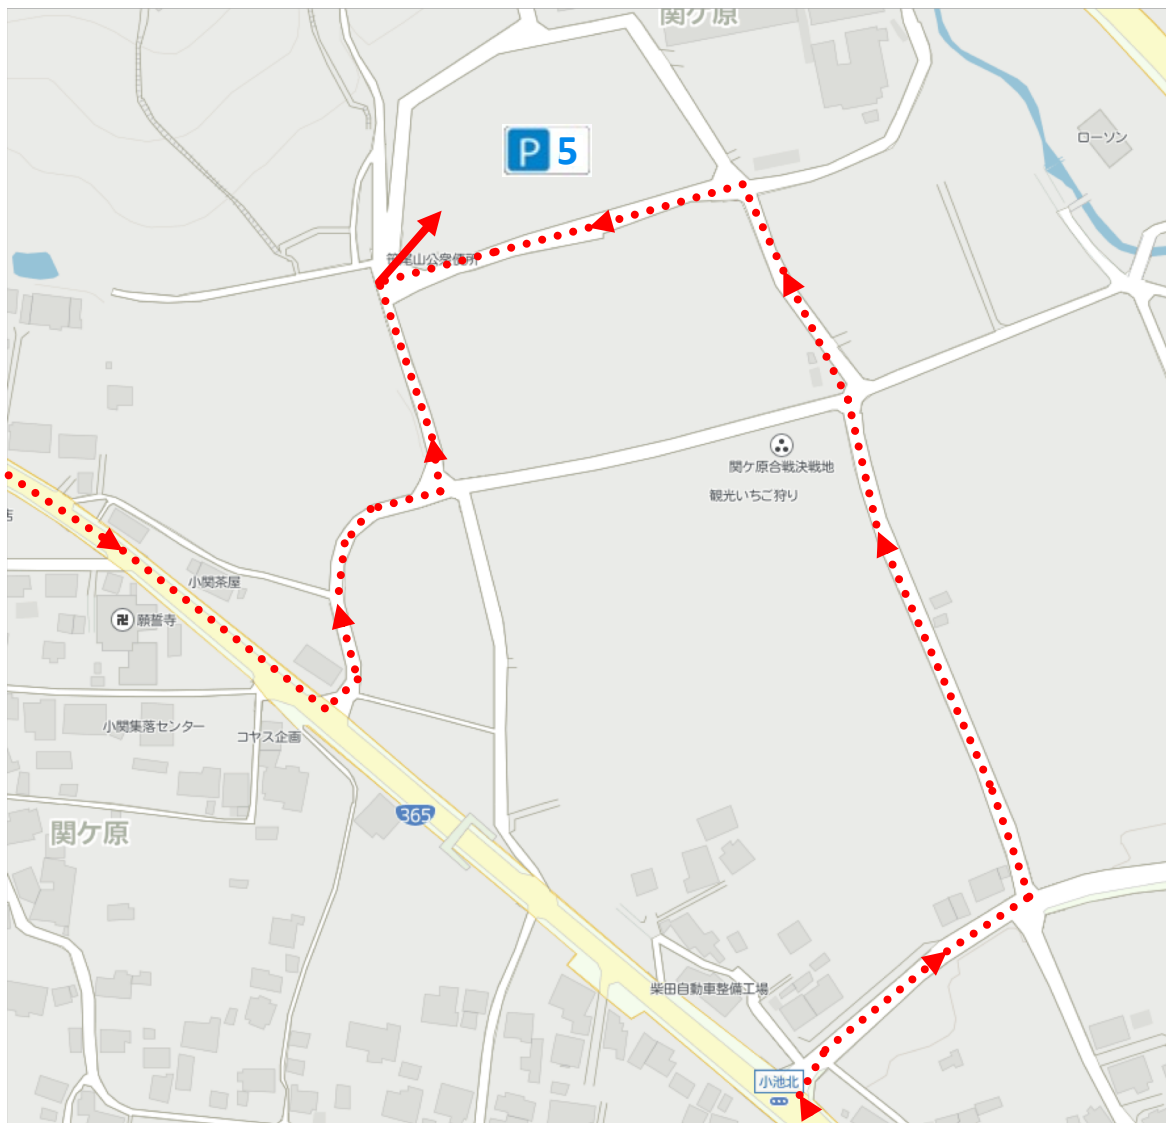 関ケ原
P 5
ローソン
笹尾山公衆便所
関ケ原合戦決戦地
観光いちご狩り
店
小関茶屋
願誓寺
小関集落センター
コヤス企画
365
関ケ原
柴田自動車整備工場
小池北